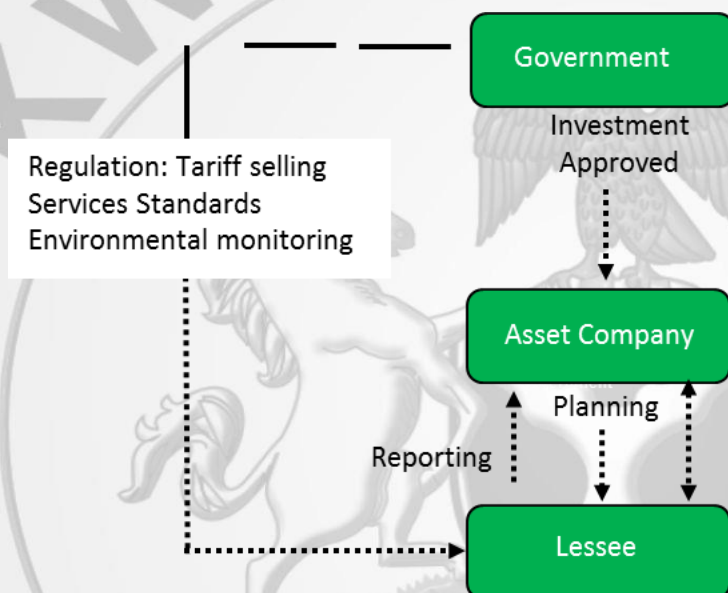 Government
Investment
Approved
Regulation: Tariff selling
Services Standards
Environmental monitoring
Asset Company
Planning
Reporting
Lessee